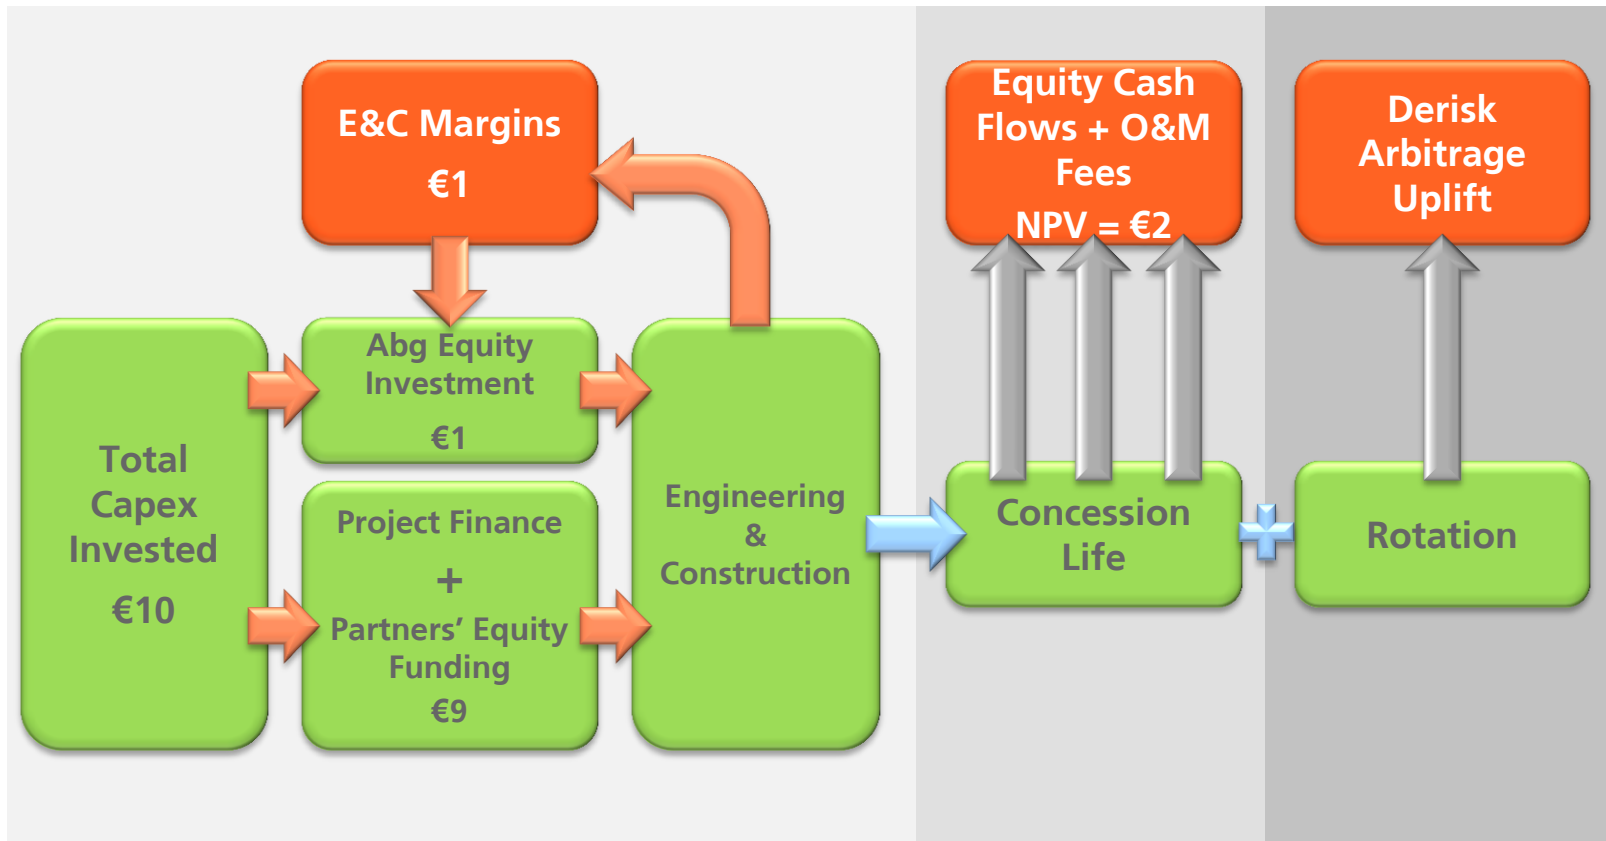 E&C Margins
€1
Equity Cash
Flows + O&M
Fees
NPV = €2
Derisk
Arbitrage
Uplift
Total
Capex
Invested
€10
Abg Equity
Investment
€1
Project Finance
+
Partners’ Equity
Funding
€9
Engineering
&
Construction
Concession
Life
Rotation